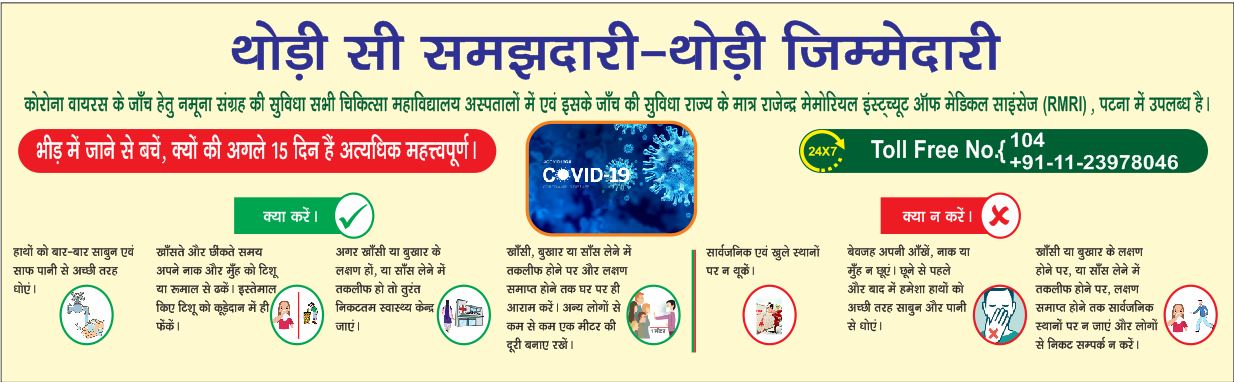 थोड़ी सी समझदारी-थोड़ी जिम्मेदारी
कोरोना वायरस के जाँच हेतु नमूना संग्रह की सुविधा सभी चिकित्सा महाविद्यालय अस्पतालों में एवं इसके जाँच की सुविधा राज्य के मात्र राजेन्द्र मेमोरियल इंस्ट्च्यूट ऑफ मेडिकल साइंसेज (RMRI) , पटना में उपलब्ध है।
भीड़ में जाने से बचें, क्यों की अगले 15 दिन हैं अत्यधिक महत्त्वपूर्ण।
COVID-19
24X7
Toll Free No.{ 104
+91-11-23978046
क्या करें।
हाथों को बार-बार साबुन एवं
साफ पानी से अच्छी तरह
धोएं।
खाँसते और छींकते समय
अपने नाक और मुँह को टिशू
या रूमाल से ढकें। इस्तेमाल
किए टिशू को कूड़ेदान में ही
फेंकें।
अगर खाँसी या बुखार के
लक्षण हों, या साँस लेने में
तकलीफ हो तो तुरंत
निकटतम स्वास्थ्य केन्द्र
जाएं।
खाँसी, बुखार या साँस लेने में
तकलीफ होने पर और लक्षण
समाप्त होने तक घर पर ही
आराम करें। अन्य लोगों से
कम से कम एक मीटर की
दूरी बनाए रखें।
1 मीटर
क्या न करें।
सार्वजनिक एवं खुले स्थानों
पर न थूकें।
बेवजह अपनी आँखें, नाक या
मुँह न छूएं। छूने से पहले
और बाद में हमेशा हाथों को
अच्छी तरह साबुन और पानी
से धोएं।
खाँसी या बुखार के लक्षण
होने पर, या साँस लेने में
तकलीफ होने पर, लक्षण
समाप्त होने तक सार्वजनिक
स्थानों पर न जाएं और लोगों
से निकट सम्पर्क न करें।